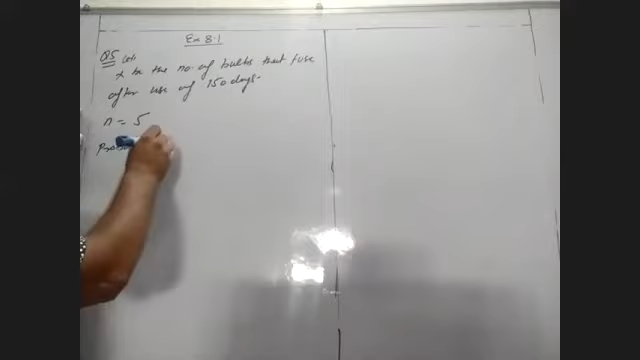 Ex 8.1
Q5 Let
X be the no. of bulbs that fuse
after use of 150 days.
n = 5